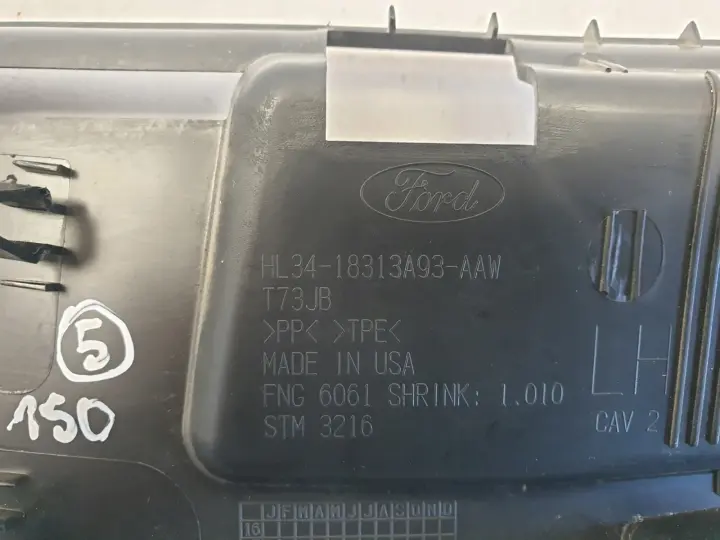 Ford
HL34-18313A93-AAW
T73JB
>PP< >TPE<
MADE IN USA
FNG 6061 SHRINK: 1.010
STM 3216
LH
CAV 2
5
150
JFMAMJJASOND
16